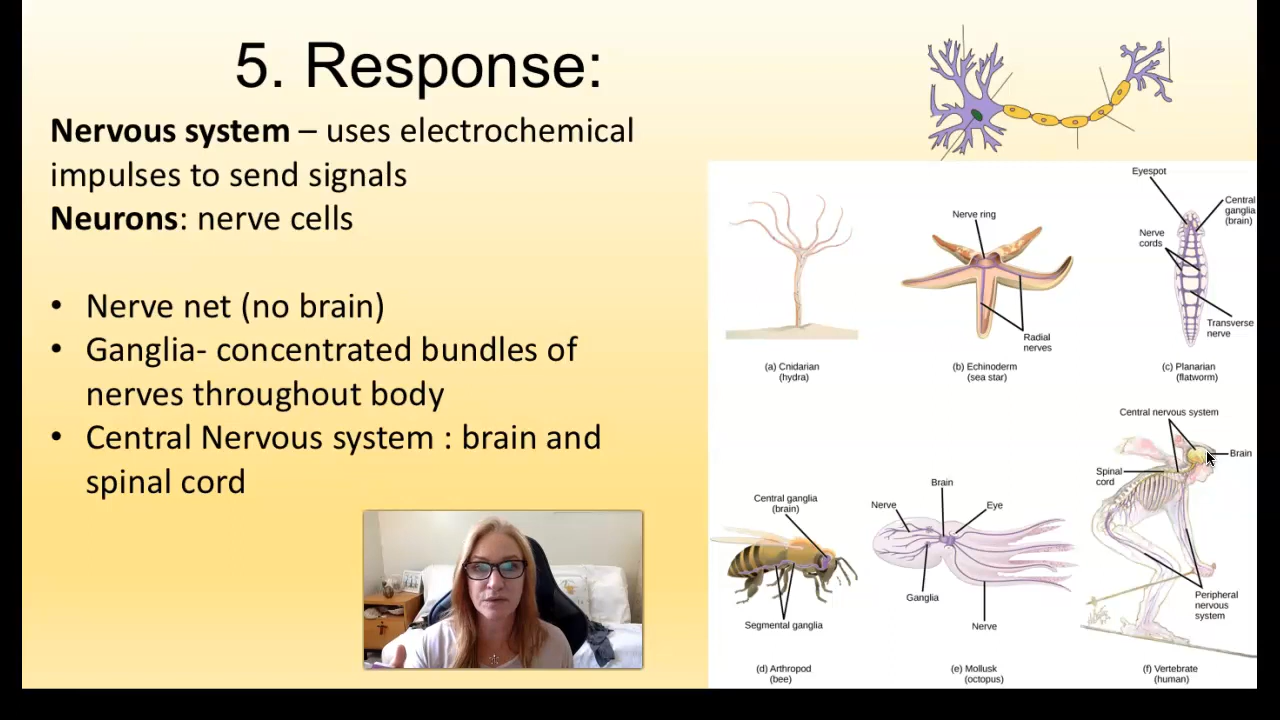 5. Response:
Nervous system – uses electrochemical
impulses to send signals
Neurons: nerve cells
• Nerve net (no brain)
• Ganglia- concentrated bundles of
nerves throughout body
• Central Nervous system : brain and
spinal cord
Nerve ring
Radial
nerves
Eyespot
Central
ganglia
(brain)
Nerve
cords
Transverse
nerve
(a) Cnidarian
(hydra)
(b) Echinoderm
(sea star)
(c) Planarian
(flatworm)
Central ganglia
(brain)
Segmental ganglia
Brain
Nerve
Eye
Ganglia
Nerve
Central nervous system
Brain
Spinal
cord
Peripheral
nervous
system
(d) Arthropod
(bee)
(e) Mollusk
(octopus)
(f) Vertebrate
(human)